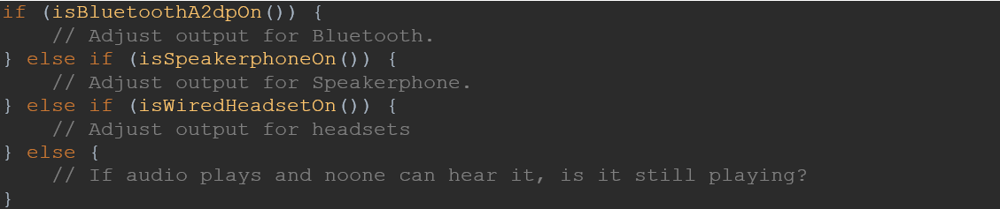 if (isBluetoothA2dpOn()) {
    // Adjust output for Bluetooth.
} else if (isSpeakerphoneOn()) {
    // Adjust output for Speakerphone.
} else if (isWiredHeadsetOn()) {
    // Adjust output for headsets
} else {
    // If audio plays and noone can hear it, is it still playing?
}